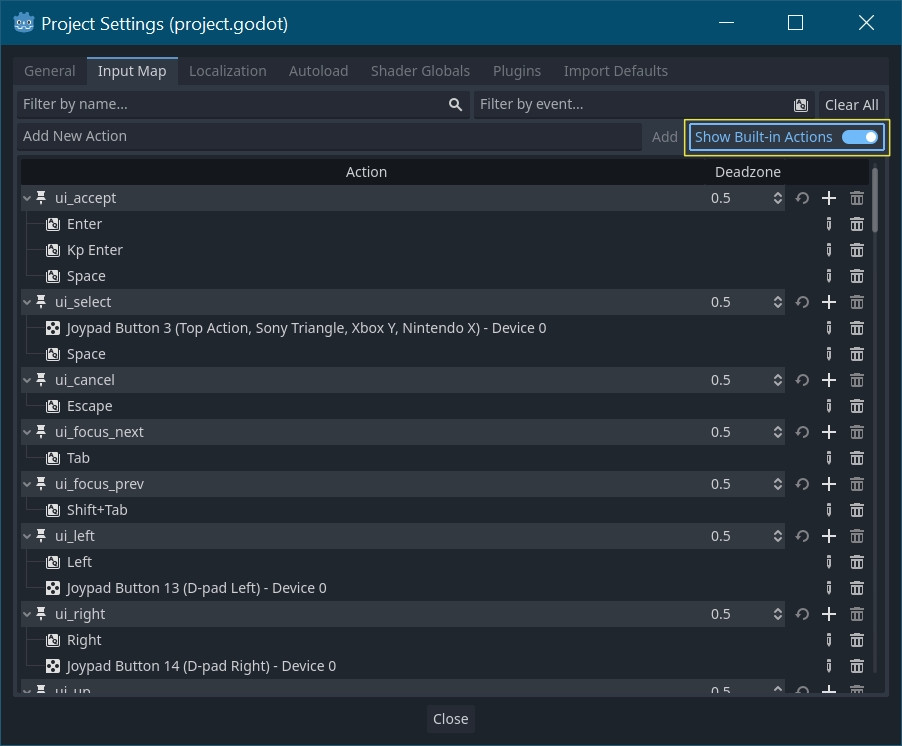 Project Settings (project.godot)
General Input Map Localization Autoload Shader Globals Plugins Import Defaults
Filter by name... Filter by event... Clear All
Add New Action Add Show Built-in Actions
Action Deadzone
ui_accept 0.5
Enter
Kp Enter
Space
ui_select 0.5
Joypad Button 3 (Top Action, Sony Triangle, Xbox Y, Nintendo X) - Device 0
Space
ui_cancel 0.5
Escape
ui_focus_next 0.5
Tab
ui_focus_prev 0.5
Shift+Tab
ui_left 0.5
Left
Joypad Button 13 (D-pad Left) - Device 0
ui_right 0.5
Right
Joypad Button 14 (D-pad Right) - Device 0
ui_up 0.5
Close